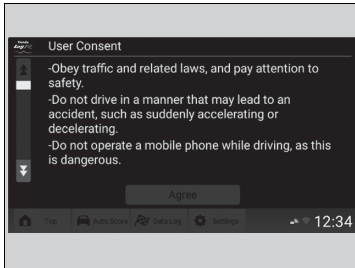 Honda
Log R
User Consent
-Obey traffic and related laws, and pay attention to
safety.
-Do not drive in a manner that may lead to an
accident, such as suddenly accelerating or
decelerating.
-Do not operate a mobile phone while driving, as this
is dangerous.
Agree
Top Auto Score Data Log Settings 12:34